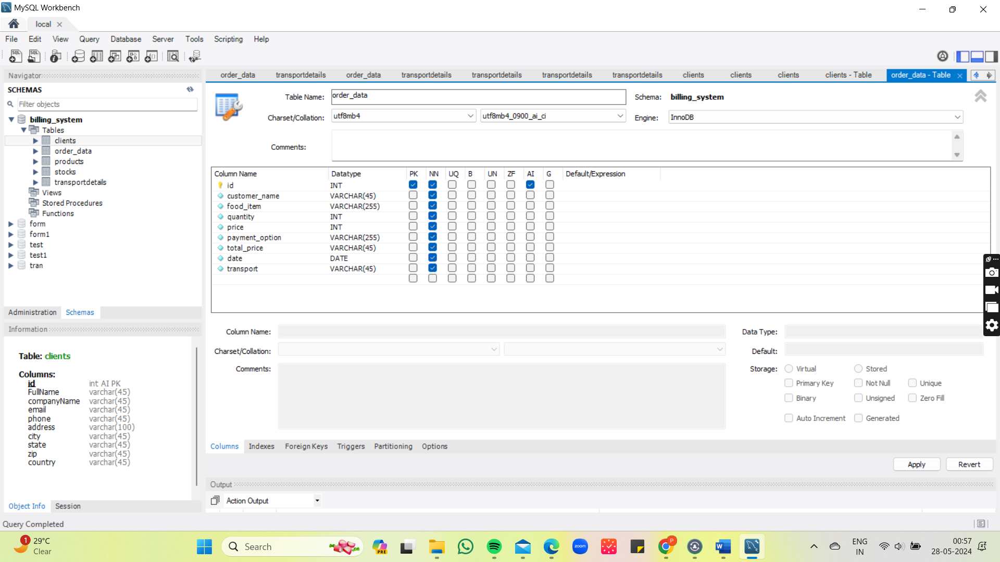 MySQL Workbench
local
File Edit View Query Database Server Tools Scripting Help
Navigator
SCHEMAS
Filter objects
billing_system
Tables
clients
order_data
products
stocks
transportdetails
Views
Stored Procedures
Functions
form
form1
test
test1
tran
Administration Schemas
Information
Table: clients
Columns:
id int AI PK
FullName varchar(45)
companyName varchar(45)
email varchar(45)
phone varchar(45)
address varchar(100)
city varchar(45)
state varchar(45)
zip varchar(45)
country varchar(45)
Object Info Session
order_data transportdetails order_data transportdetails transportdetails transportdetails transportdetails clients clients clients clients - Table order_data - Table
Table Name: order_data Schema: billing_system
Charset/Collation: utf8mb4 utf8mb4_0900_ai_ci Engine: InnoDB
Comments:
Column Name Datatype PK NN UQ B UN ZF AI G Default/Expression
id INT
customer_name VARCHAR(45)
food_item VARCHAR(255)
quantity INT
price INT
payment_option VARCHAR(255)
total_price VARCHAR(45)
date DATE
transport VARCHAR(45)
Column Name: Data Type:
Charset/Collation: Default:
Comments: Storage: Virtual Stored
Primary Key Not Null Unique
Binary Unsigned Zero Fill
Auto Increment Generated
Columns Indexes Foreign Keys Triggers Partitioning Options
Apply Revert
Output
Action Output
Query Completed
1 29°C
Clear
Search
PRE
zoom
P
W
ENG
IN
00:57
28-05-2024